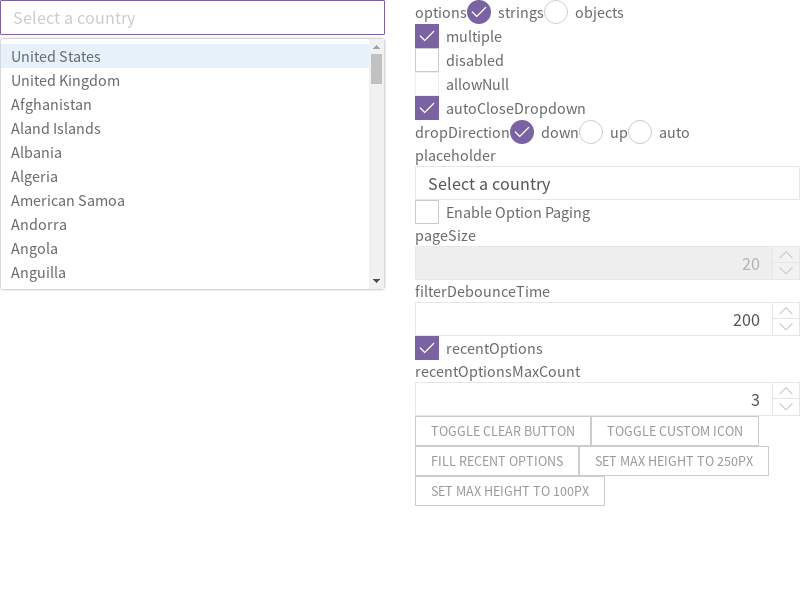 Select a country
United States
United Kingdom
Afghanistan
Aland Islands
Albania
Algeria
American Samoa
Andorra
Angola
Anguilla
options strings objects
multiple
disabled
allowNull
autoCloseDropdown
dropDirection down up auto
placeholder
Select a country
Enable Option Paging
pageSize
20
filterDebounceTime
200
recentOptions
recentOptionsMaxCount
3
TOGGLE CLEAR BUTTON TOGGLE CUSTOM ICON
FILL RECENT OPTIONS SET MAX HEIGHT TO 250PX
SET MAX HEIGHT TO 100PX